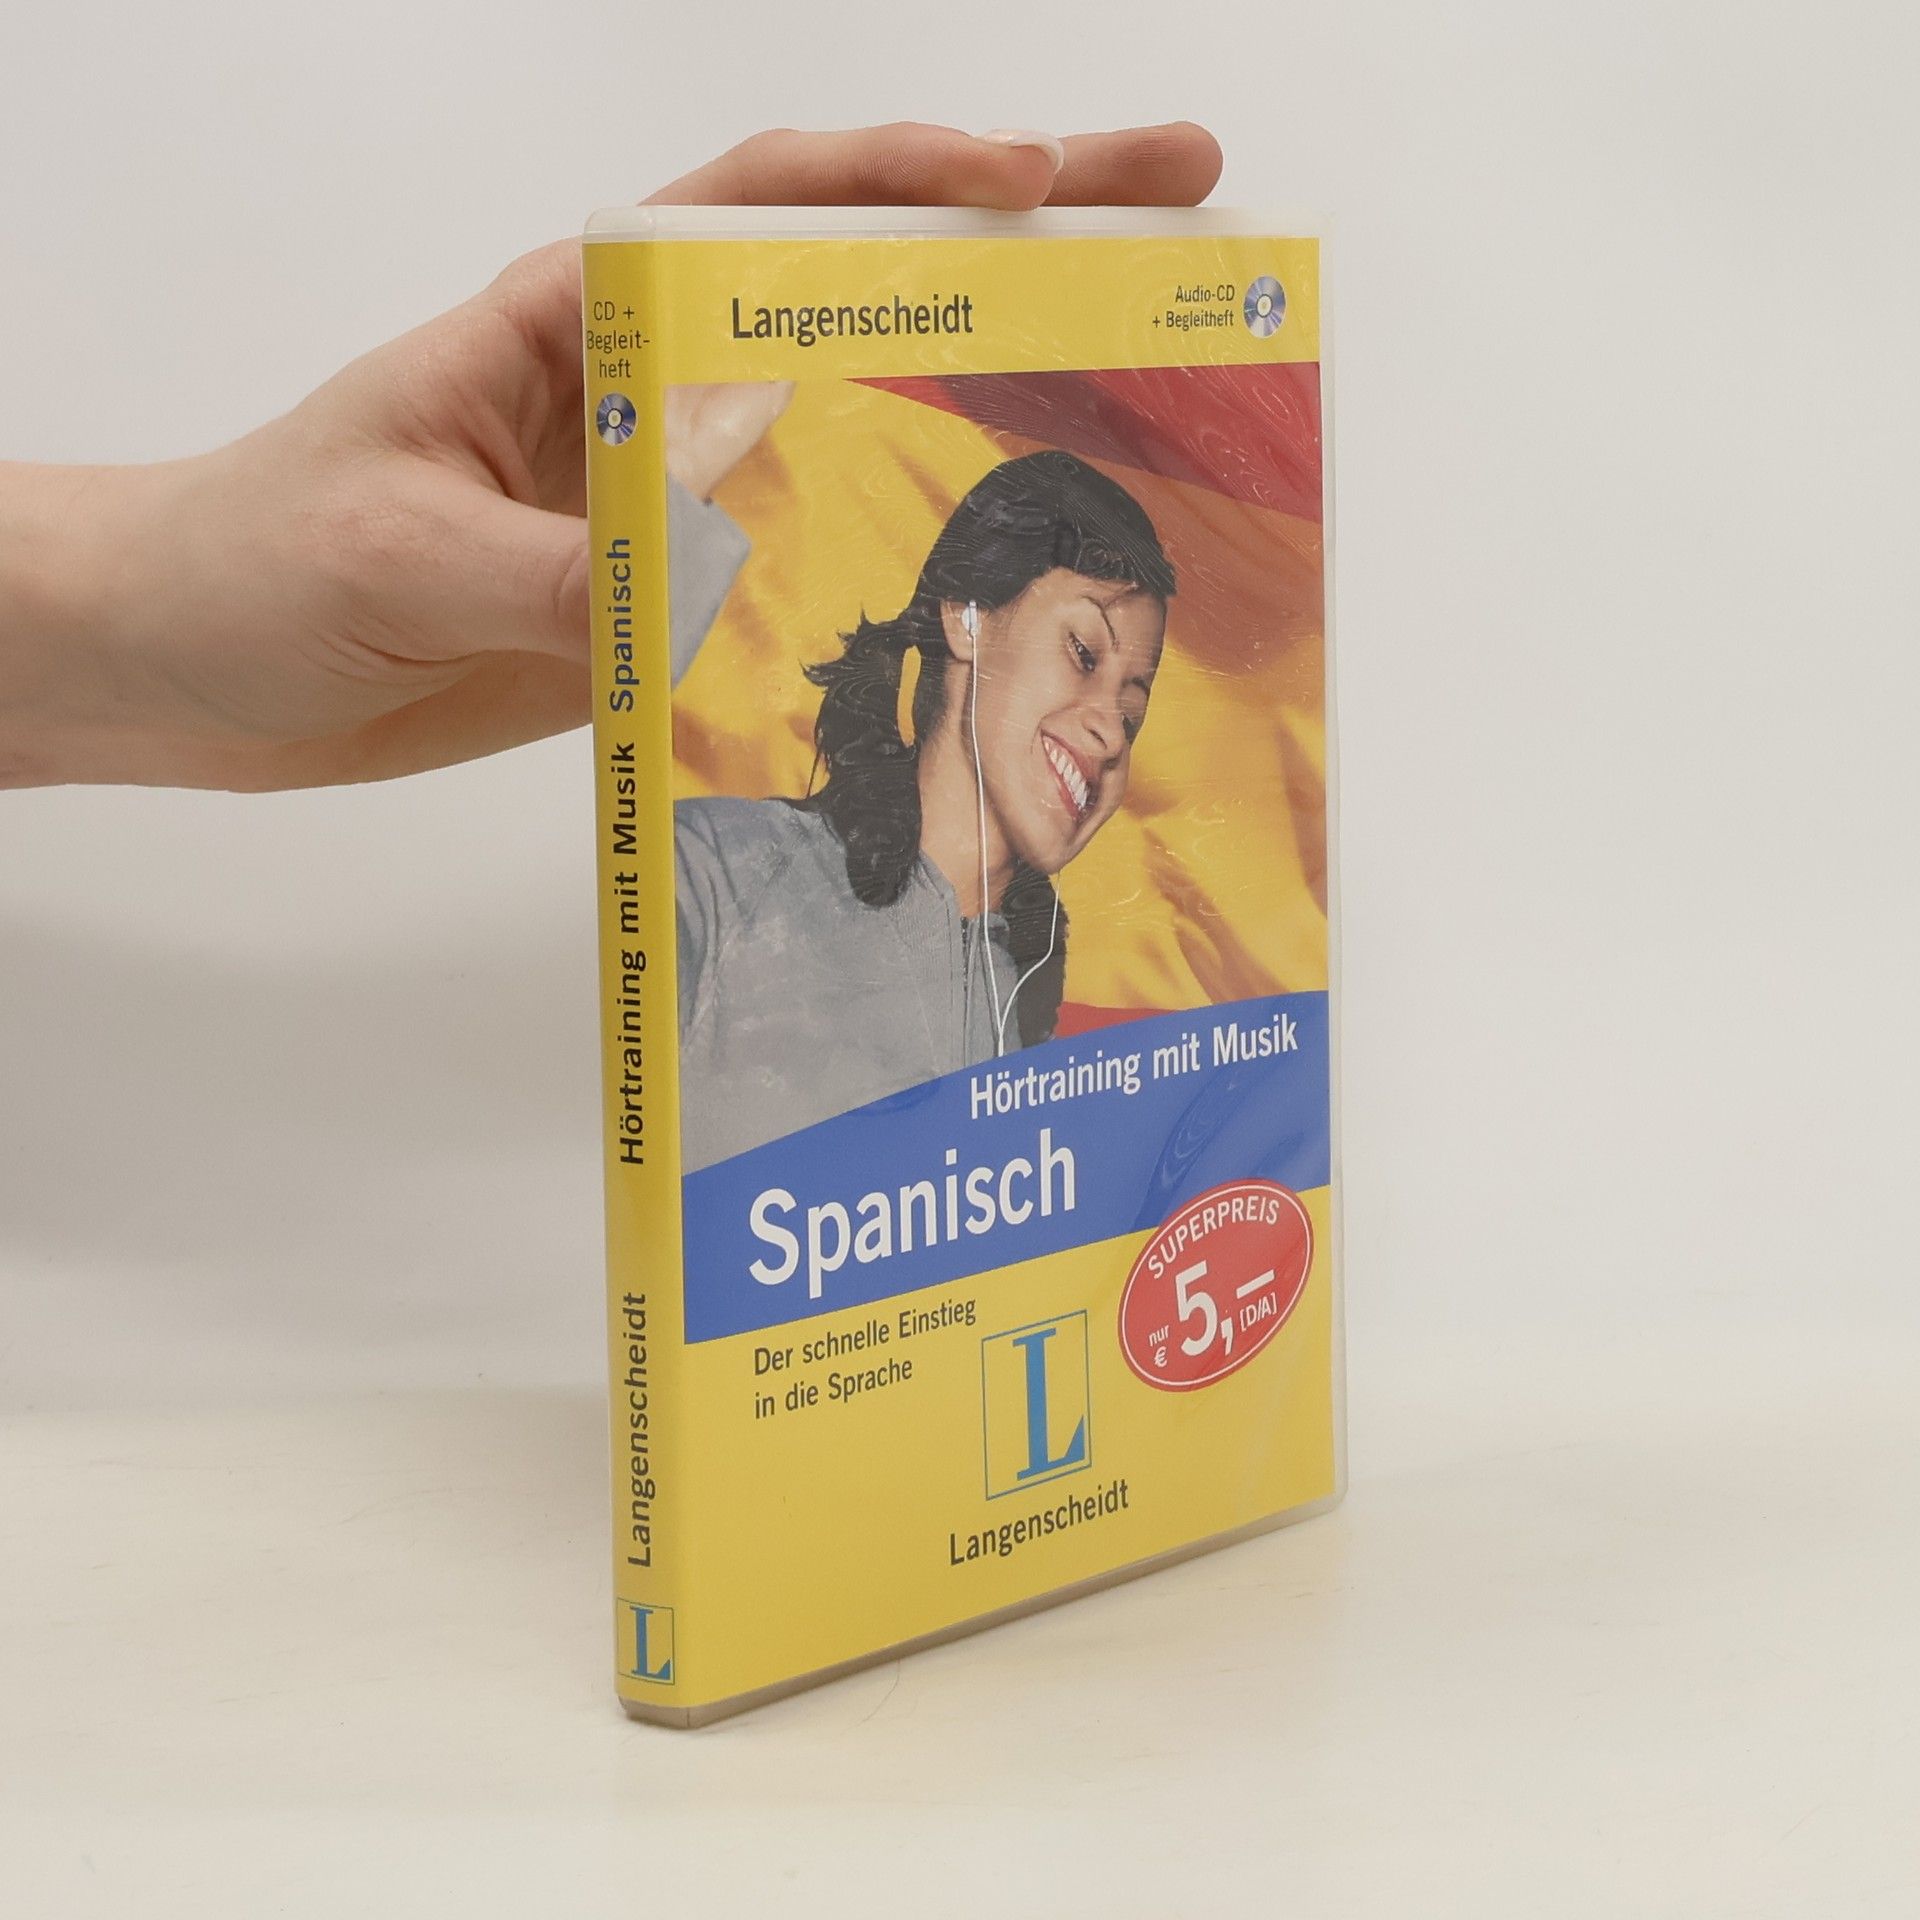 CD +
Begleit-
heft
Langenscheidt Hörtraining mit Musik Spanisch
L
Langenscheidt
Audio-CD
+ Begleitheft
Hörtraining mit Musik
Spanisch
SUPERPREIS
nur
€
5,–
[D/A]
Der schnelle Einstieg
in die Sprache
L
Langenscheidt